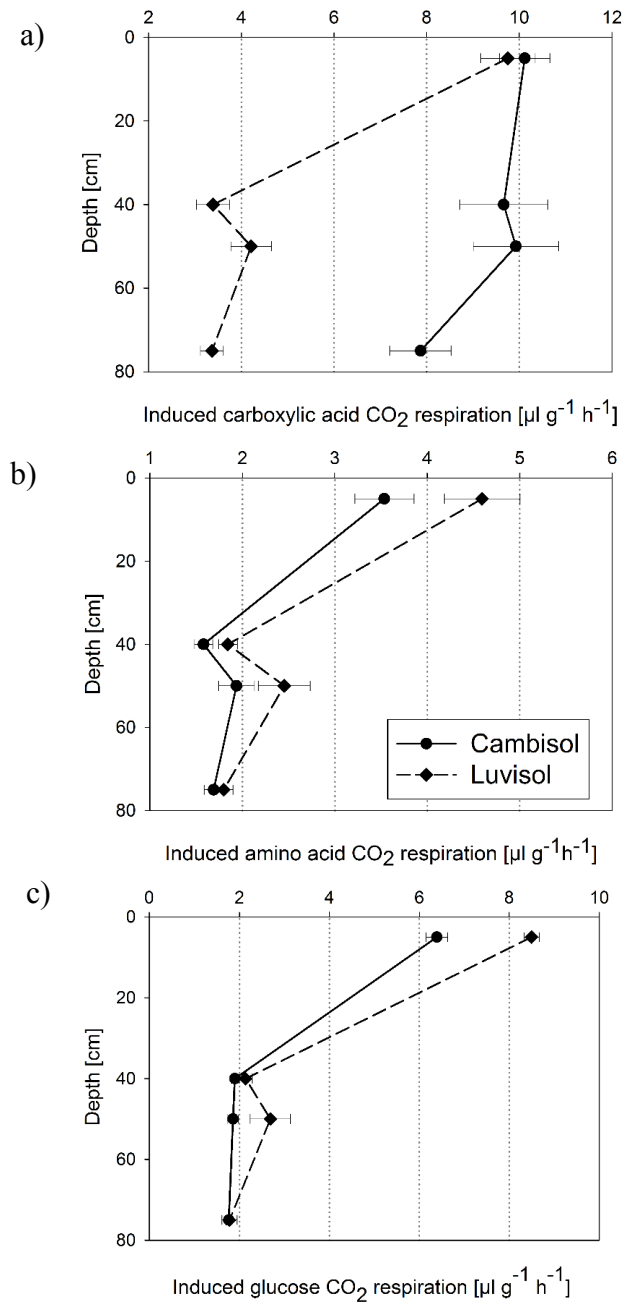 a)
2 4 6 8 10 12
0
20
40
60
80
Depth [cm]
Induced carboxylic acid CO2 respiration [µl g-1 h-1]
b)
1 2 3 4 5 6
0
20
40
60
80
Depth [cm]
Cambisol
Luvisol
Induced amino acid CO2 respiration [µl g-1h-1]
c)
0 2 4 6 8 10
0
20
40
60
80
Depth [cm]
Induced glucose CO2 respiration [µl g-1 h-1]